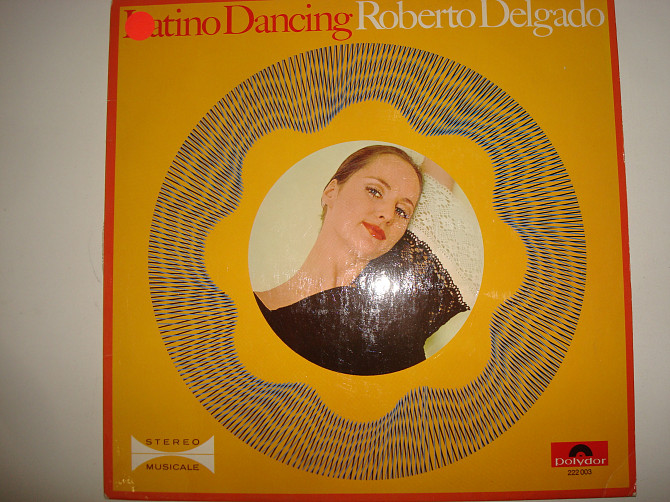 Latino Dancing Roberto Delgado
STEREO
MUSICALE
Polydor
222 003